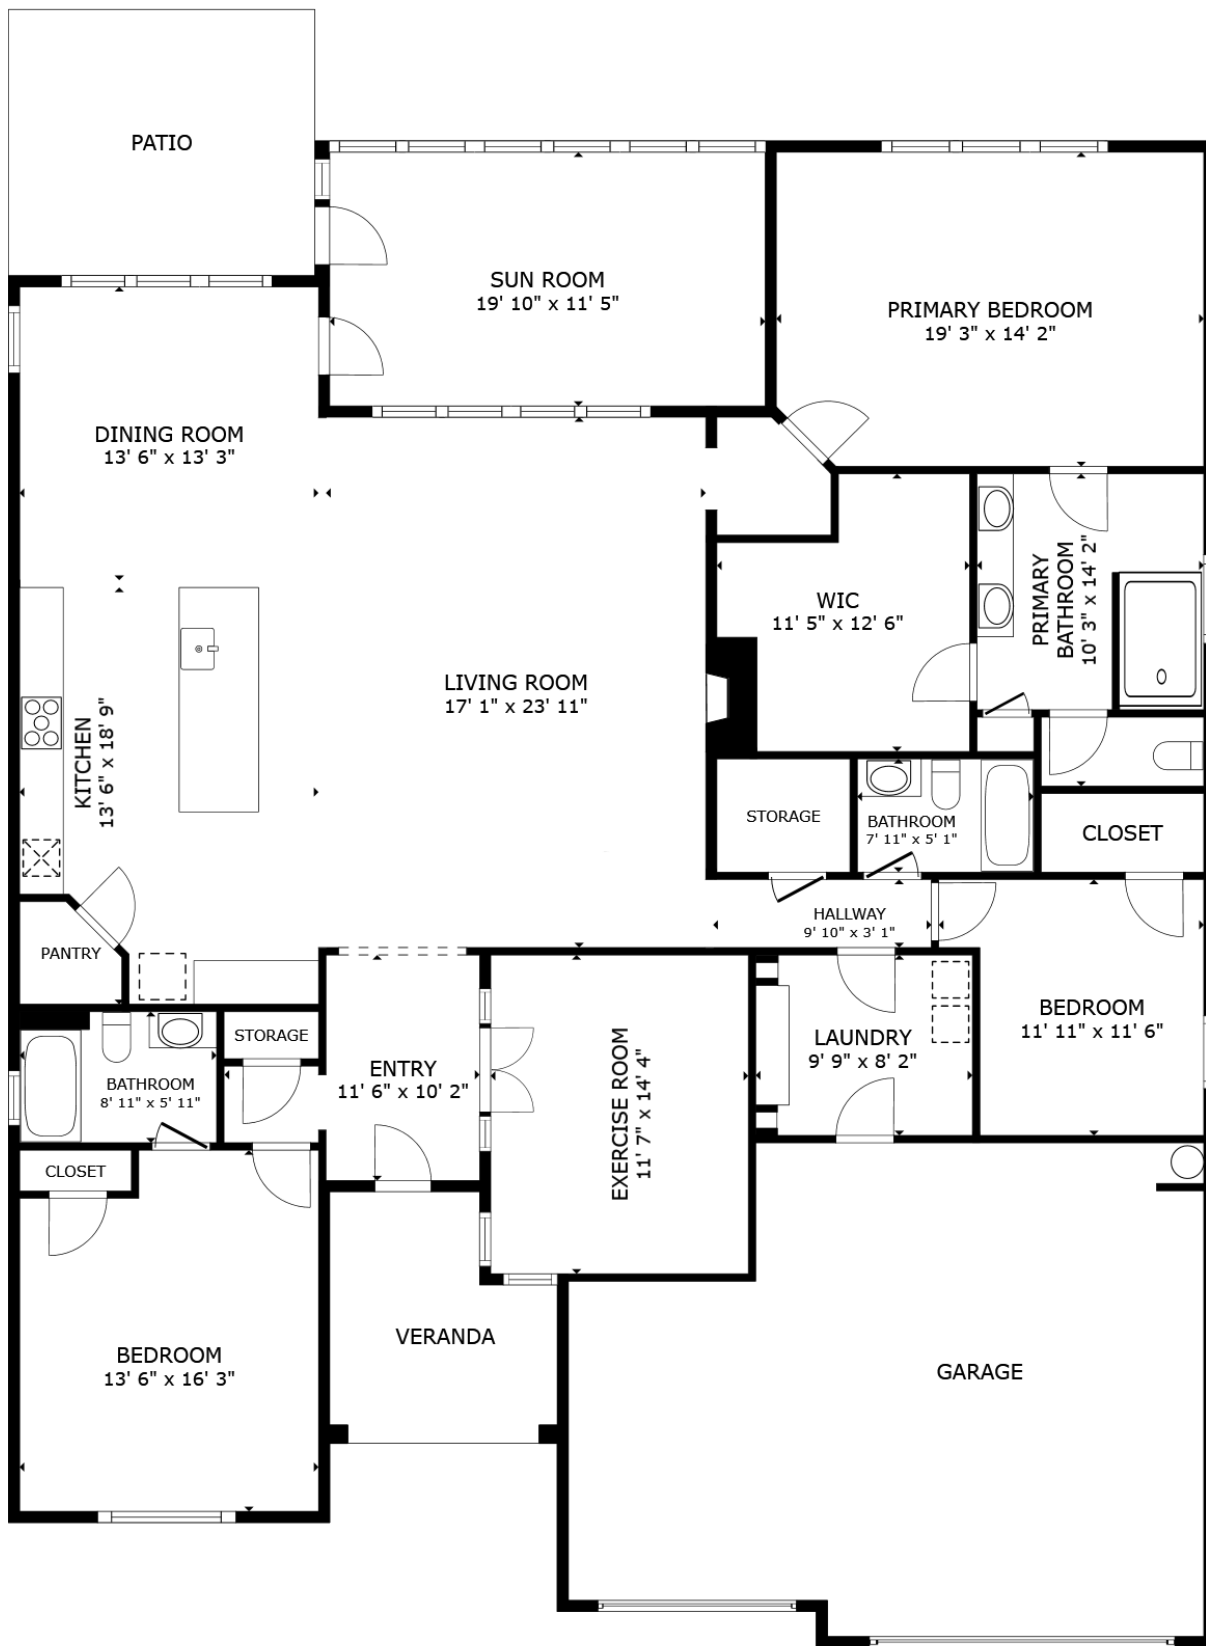 PATIO
SUN ROOM
19' 10" x 11' 5"
PRIMARY BEDROOM
19' 3" x 14' 2"
DINING ROOM
13' 6" x 13' 3"
WIC
11' 5" x 12' 6"
PRIMARY
BATHROOM
10' 3" x 14' 2"
LIVING ROOM
17' 1" x 23' 11"
KITCHEN
13' 6" x 18' 9"
STORAGE
BATHROOM
7' 11" x 5' 1"
CLOSET
HALLWAY
9' 10" x 3' 1"
PANTRY
BEDROOM
11' 11" x 11' 6"
STORAGE
LAUNDRY
9' 9" x 8' 2"
ENTRY
11' 6" x 10' 2"
EXERCISE ROOM
11' 7" x 14' 4"
BATHROOM
8' 11" x 5' 11"
CLOSET
VERANDA
BEDROOM
13' 6" x 16' 3"
GARAGE